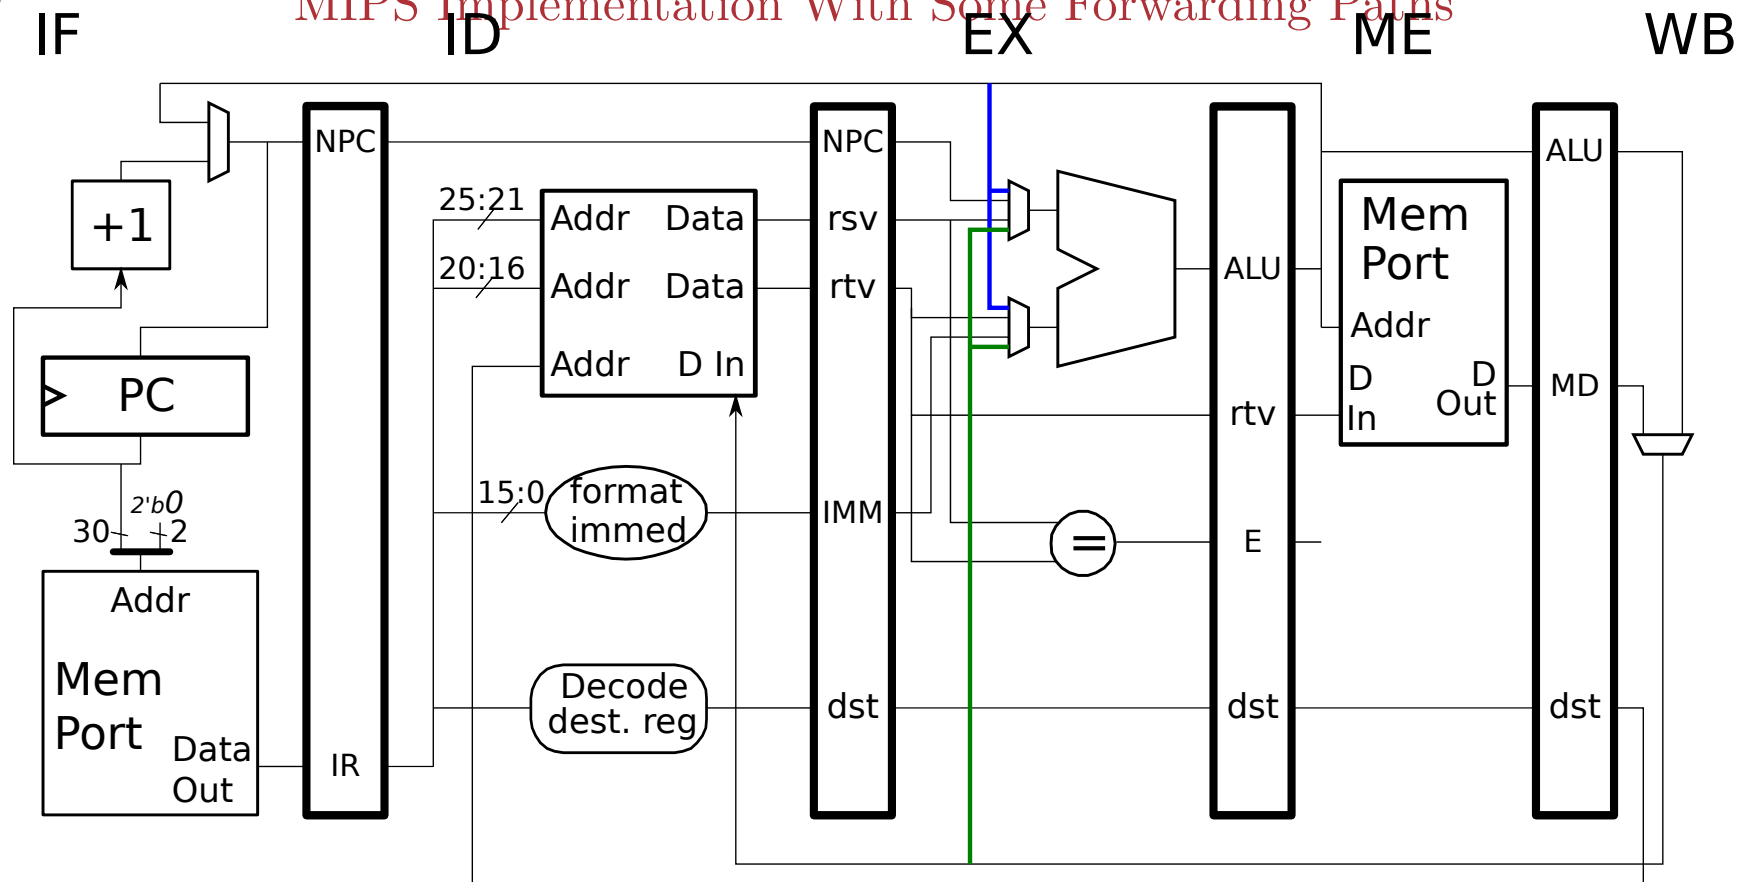 MIPS Implementation With Some Forwarding Paths
IF ID EX ME WB
+1
PC
2'b0
30 2
Addr
Mem
Port
Data
Out
NPC
IR
25:21
20:16
15:0
Addr Data
Addr Data
Addr D In
format
immed
Decode
dest. reg
NPC
rsv
rtv
IMM
dst
=
ALU
rtv
E
dst
Mem
Port
Addr
D
In
D
Out
ALU
MD
dst